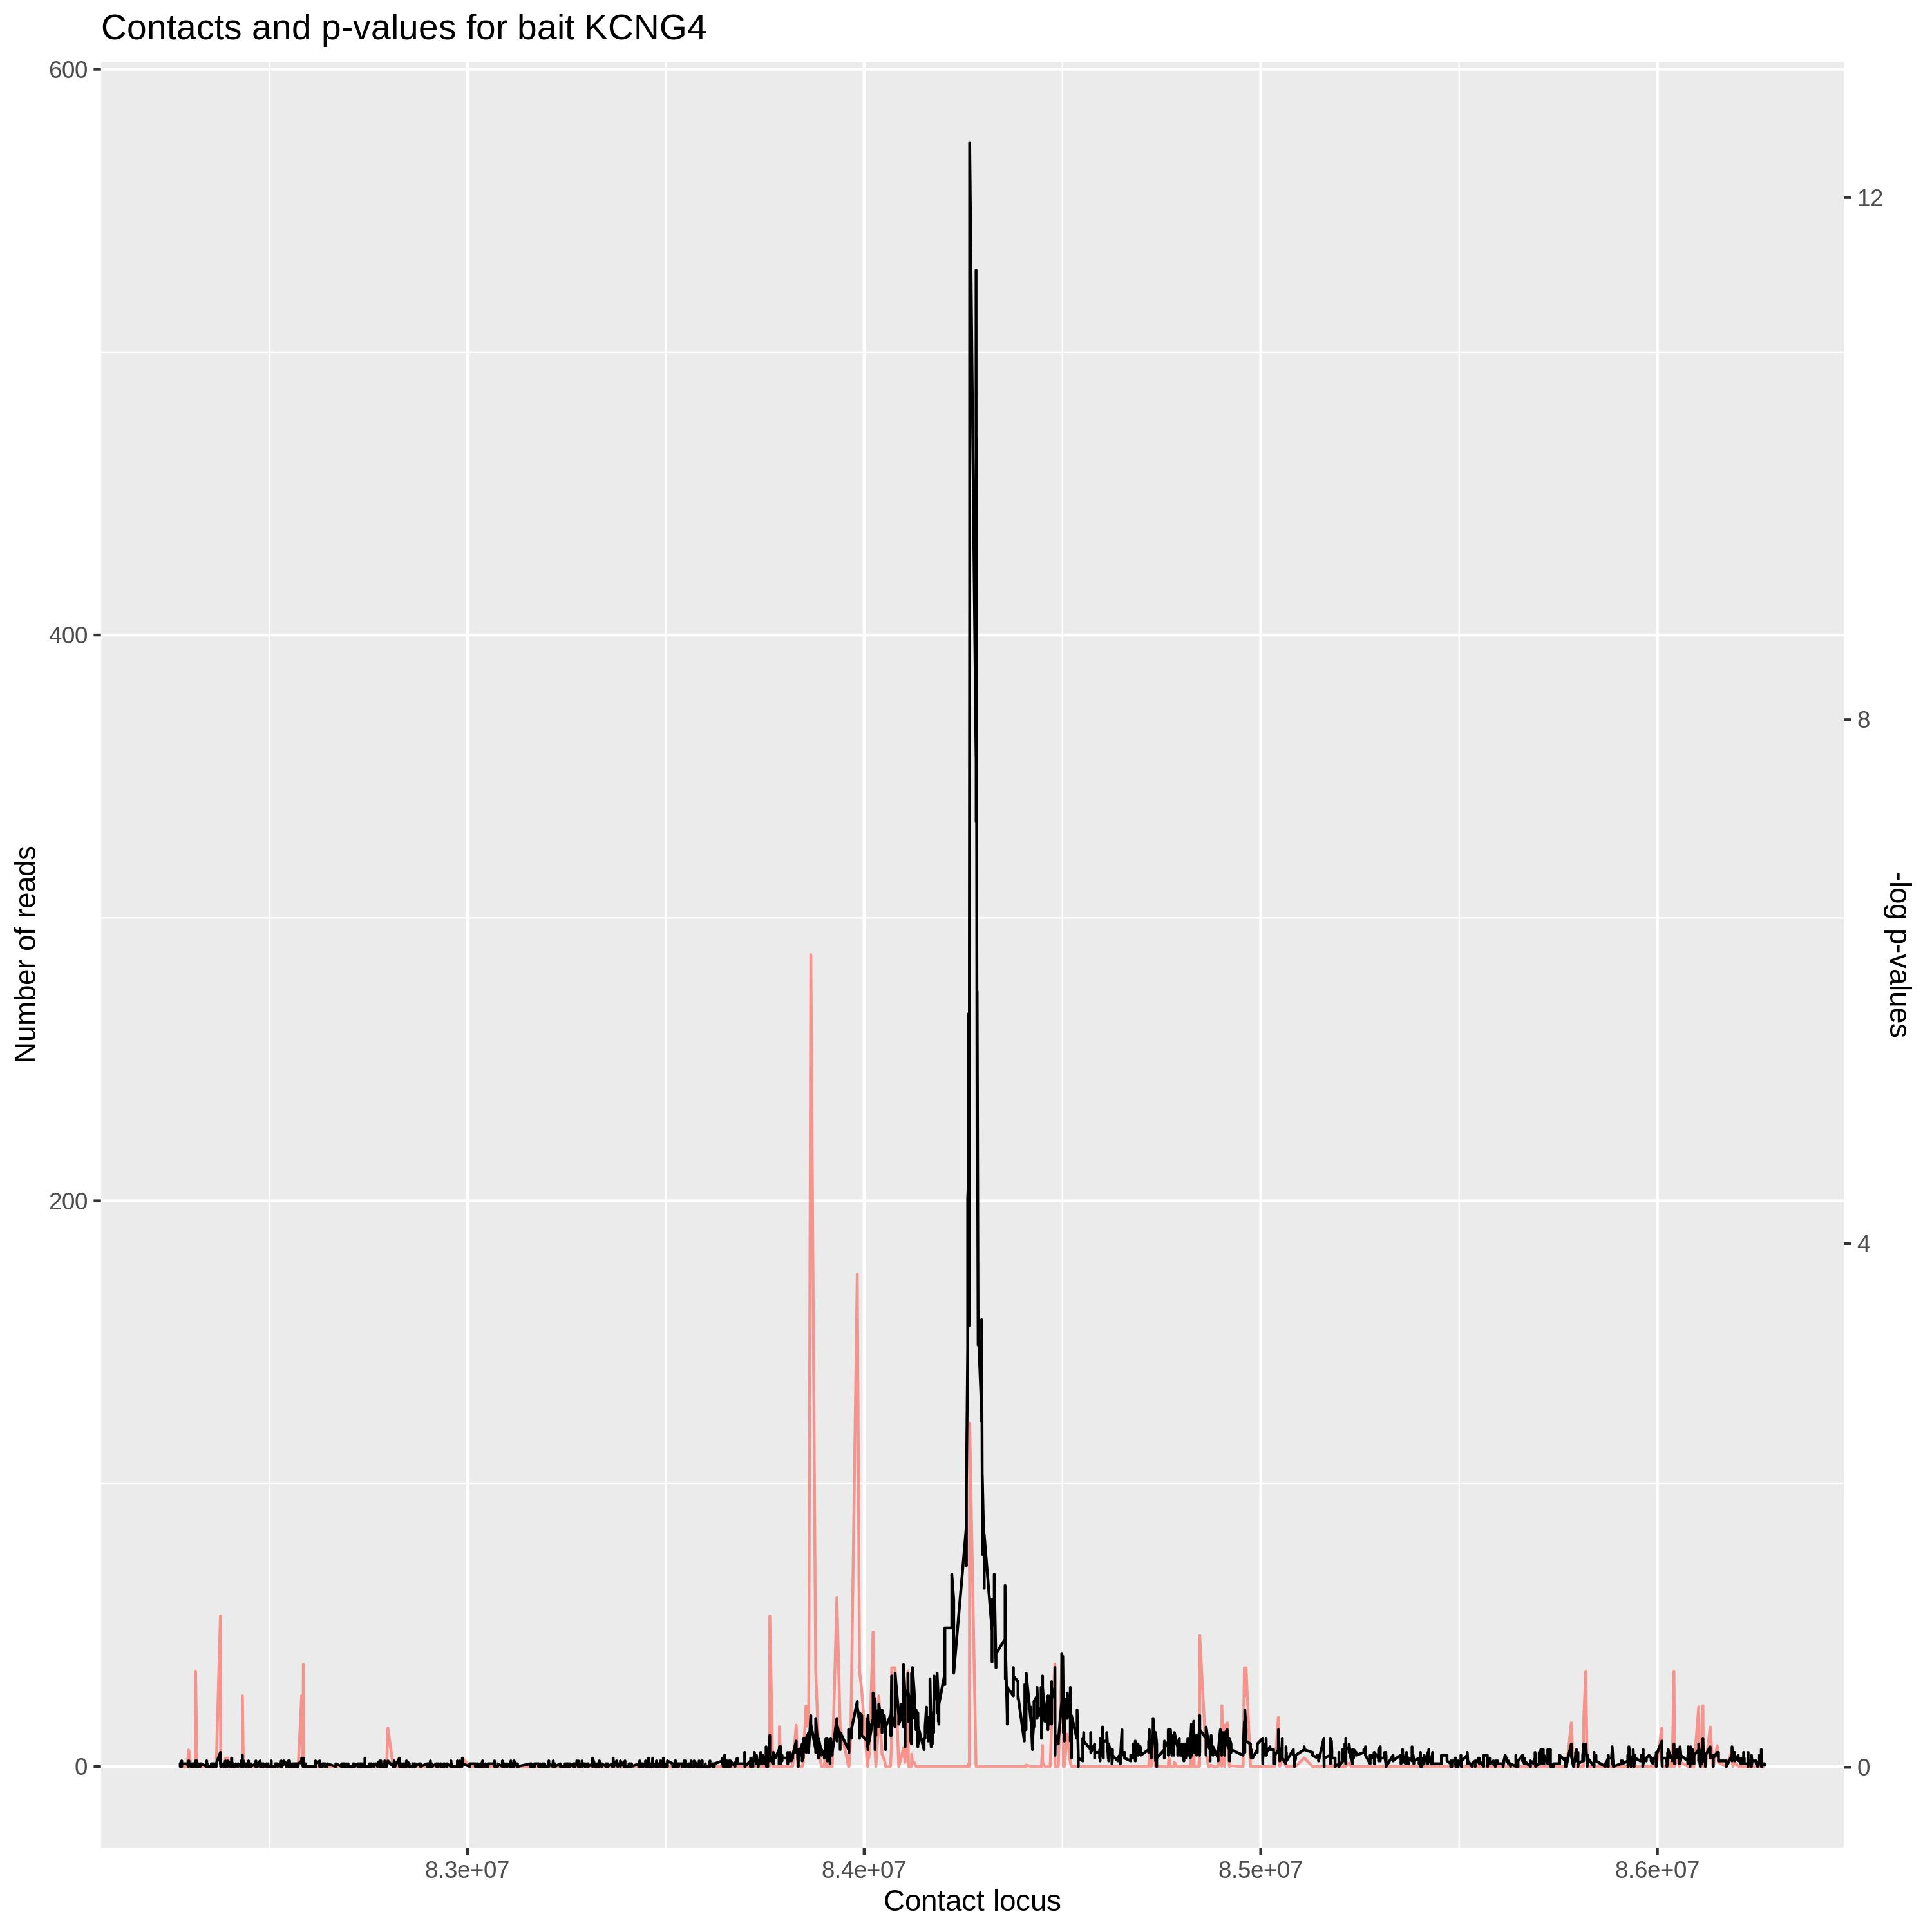 Contacts and p-values for bait KCNG4
600
400
200
0
12
8
4
0
Number of reads
-log p-values
8.3e+07 8.4e+07 8.5e+07 8.6e+07
Contact locus